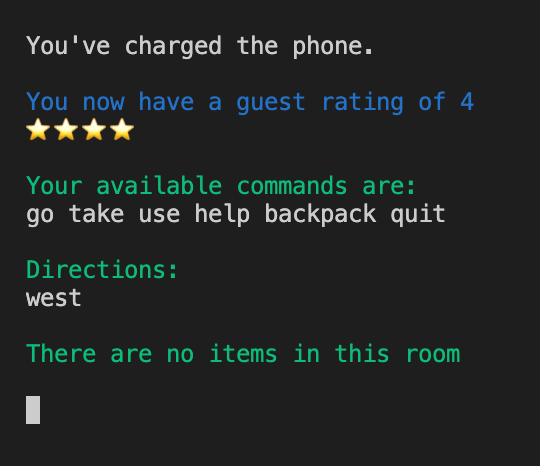 You've charged the phone.
You now have a guest rating of 4
⭐⭐⭐⭐
Your available commands are:
go take use help backpack quit
Directions:
west
There are no items in this room